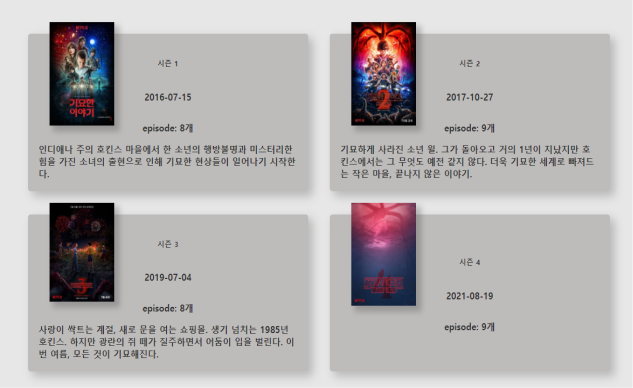 시즌 1
2016-07-15
episode: 8개
인디애나 주의 호킨스 마을에서 한 소년의 행방불명과 미스터리한
힘을 가진 소녀의 출현으로 인해 기묘한 현상들이 일어나기 시작한
다.
기묘한
이야기
시즌 2
2017-10-27
episode: 9개
기묘하게 사라진 소년 윌. 그가 돌아오고 거의 1년이 지났지만 호
킨스에서는 그 무엇도 예전 같지 않다. 더욱 기묘한 세계로 빠져드
는 작은 마을, 끝나지 않은 이야기.
2
시즌 3
2019-07-04
episode: 8개
사랑이 싹트는 계절, 새로 문을 여는 쇼핑몰. 생기 넘치는 1985년
호킨스. 하지만 광란의 쥐 떼가 질주하면서 어둠이 입을 벌린다. 이
번 여름, 모든 것이 기묘해진다.
3
시즌 4
2021-08-19
episode: 9개